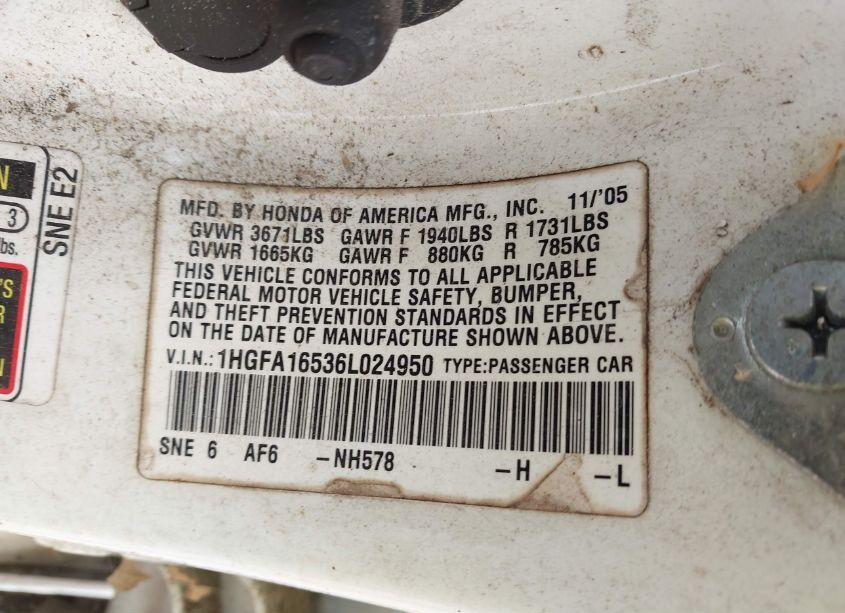 N
3
bs.
'S
R
N
SNE E2
MFD. BY HONDA OF AMERICA MFG., INC. 11/'05
GVWR 3671LBS GAWR F 1940LBS R 1731LBS
GVWR 1665KG GAWR F 880KG R 785KG
THIS VEHICLE CONFORMS TO ALL APPLICABLE
FEDERAL MOTOR VEHICLE SAFETY, BUMPER,
AND THEFT PREVENTION STANDARDS IN EFFECT
ON THE DATE OF MANUFACTURE SHOWN ABOVE.
V.I.N.: 1HGFA16536L024950 TYPE:PASSENGER CAR
SNE 6 AF6 -NH578 -H -L